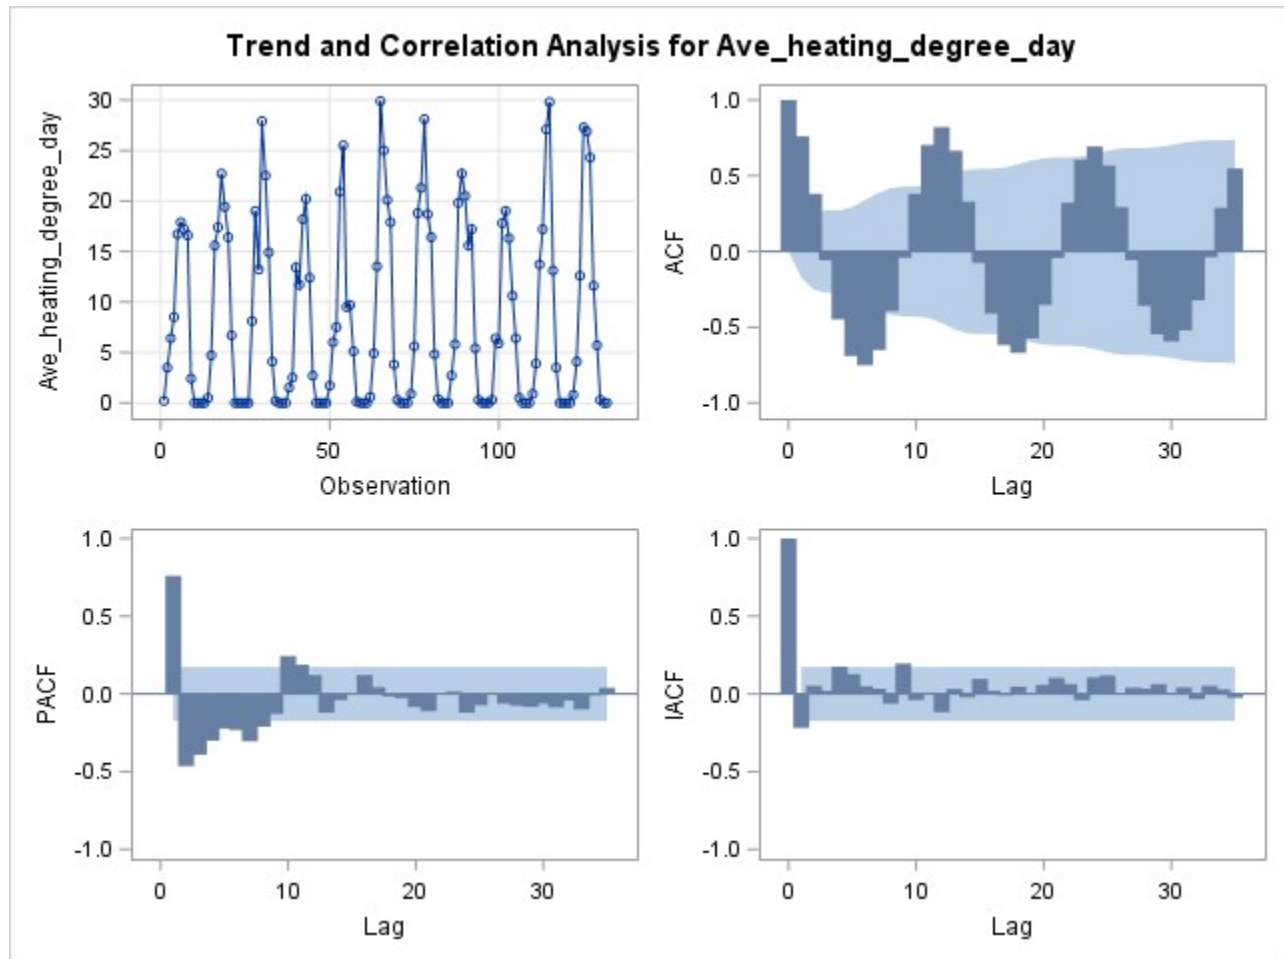 Trend and Correlation Analysis for Ave_heating_degree_day
Ave_heating_degree_day
30
25
20
15
10
5
0
0 50 100
Observation
ACF
1.0
0.5
0.0
-0.5
-1.0
0 10 20 30
Lag
PACF
1.0
0.5
0.0
-0.5
-1.0
0 10 20 30
Lag
IACF
1.0
0.5
0.0
-0.5
-1.0
0 10 20 30
Lag